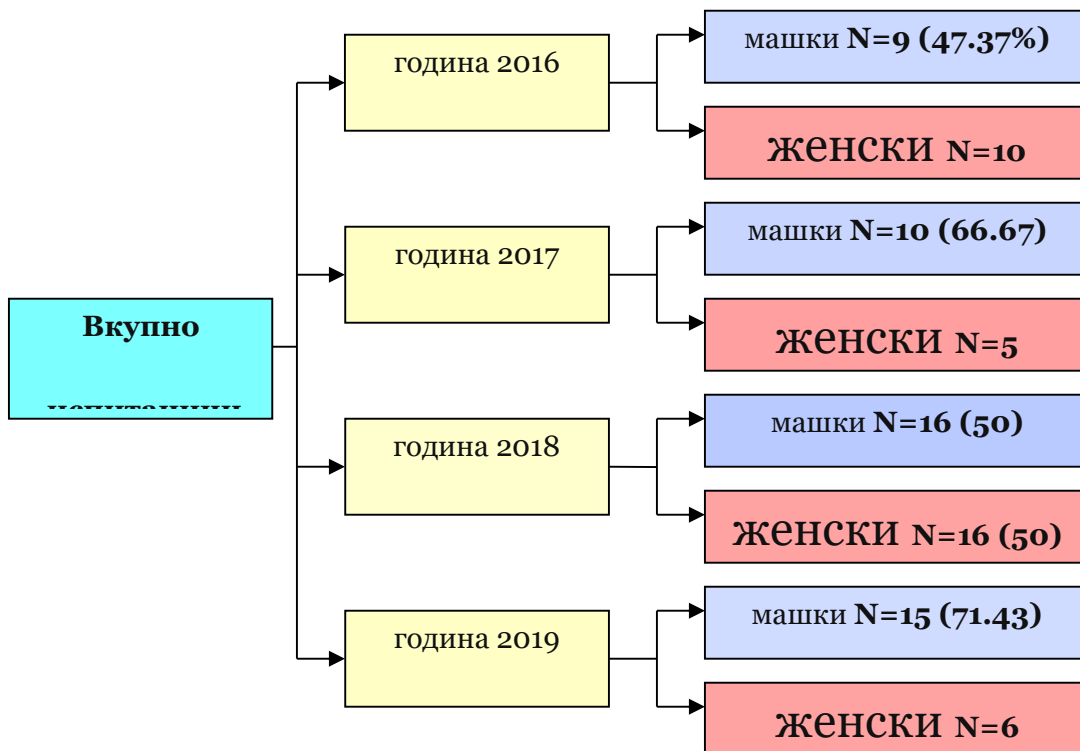 Вкупно
година 2016
машки N=9 (47.37%)
женски N=10
година 2017
машки N=10 (66.67)
женски N=5
година 2018
машки N=16 (50)
женски N=16 (50)
година 2019
машки N=15 (71.43)
женски N=6